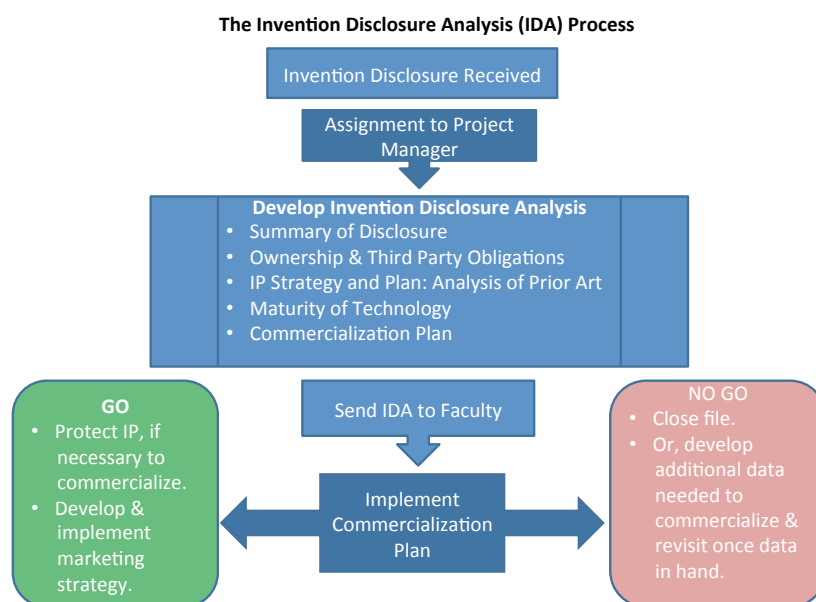 The Invention Disclosure Analysis (IDA) Process
Invention Disclosure Received
Assignment to Project
Manager
Develop Invention Disclosure Analysis
• Summary of Disclosure
• Ownership & Third Party Obligations
• IP Strategy and Plan: Analysis of Prior Art
• Maturity of Technology
• Commercialization Plan
Send IDA to Faculty
GO
• Protect IP, if
necessary to
commercialize.
• Develop &
implement
marketing
strategy.
Implement
Commercialization
Plan
NO GO
• Close file.
• Or, develop
additional data
needed to
commercialize &
revisit once data
in hand.